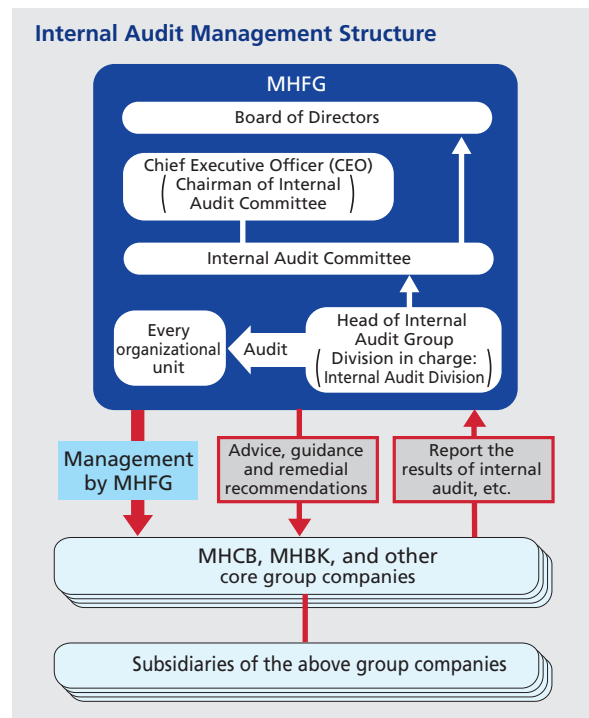 Internal Audit Management Structure
MHFG
Board of Directors
Chief Executive Officer (CEO)
(Chairman of Internal
Audit Committee)
Internal Audit Committee
Every
organizational
unit
Audit
Head of Internal
Audit Group
(Division in charge:
Internal Audit Division)
Management
by MHFG
Advice, guidance
and remedial
recommendations
Report the
results of internal
audit, etc.
MHCB, MHBK, and other
core group companies
Subsidiaries of the above group companies